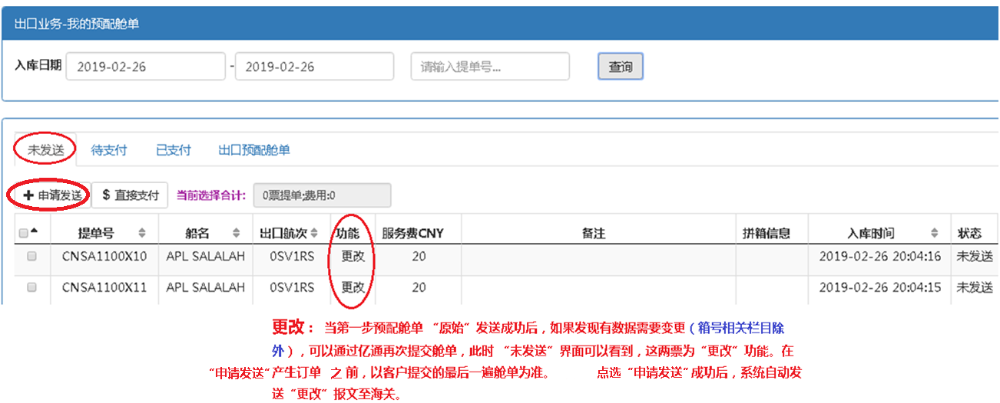 出口业务-我的预配舱单
入库日期 2019-02-26 - 2019-02-26 请输入提单号... 查询
未发送 待支付 已支付 出口预配舱单
+ 申请发送 $ 直接支付 当前选择合计: 0票提单;费用:0
提单号 船名 出口航次 功能 服务费CNY 备注 拼箱信息 入库时间 状态
CNSA1100X10 APL SALALAH 0SV1RS 更改 20 2019-02-26 20:04:16 未发送
CNSA1100X11 APL SALALAH 0SV1RS 更改 20 2019-02-26 20:04:15 未发送
更改： 当第一步预配舱单 “原始”发送成功后，如果发现有数据需要变更（箱号相关栏目除
外），可以通过亿通再次提交舱单，此时 “未发送”界面可以看到，这两票为“更改”功能。在
“申请发送”产生订单 之 前，以客户提交的最后一遍舱单为准。 点选“申请发送”成功后，系统自动发
送“更改”报文至海关。